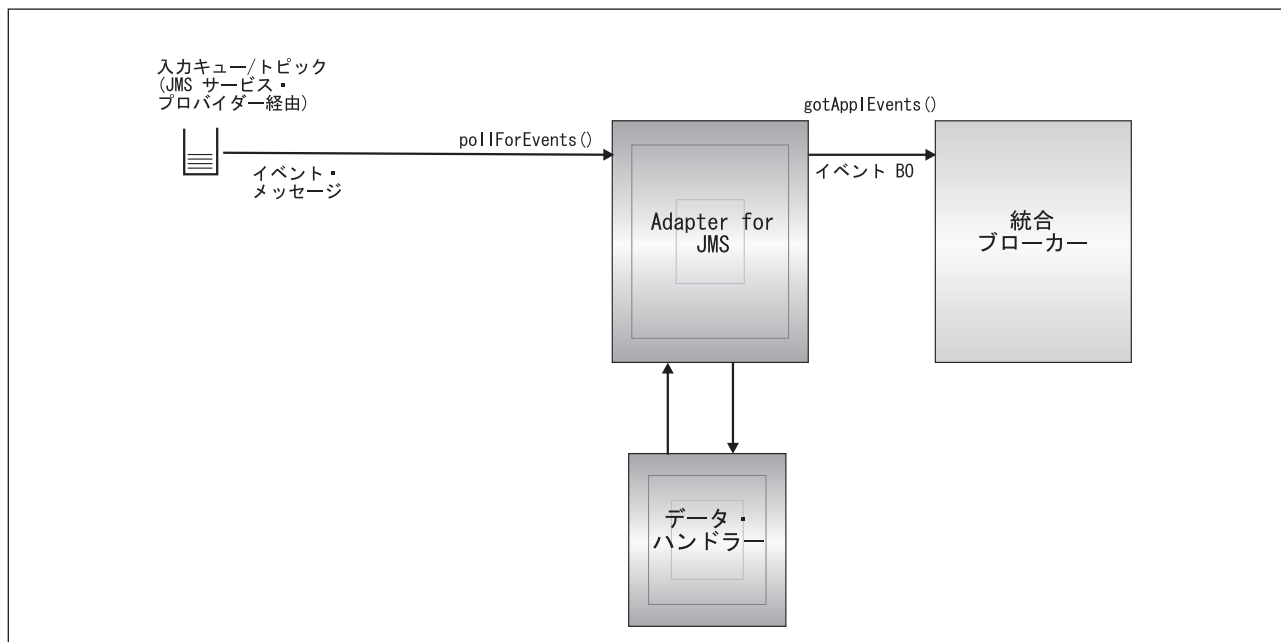 入力キュー/トピック
(JMS サービス・
プロバイダー経由)
pollForEvents()
イベント・
メッセージ
gotApplEvents()
イベント BO
Adapter for
JMS
統合
ブローカー
データ・
ハンドラー